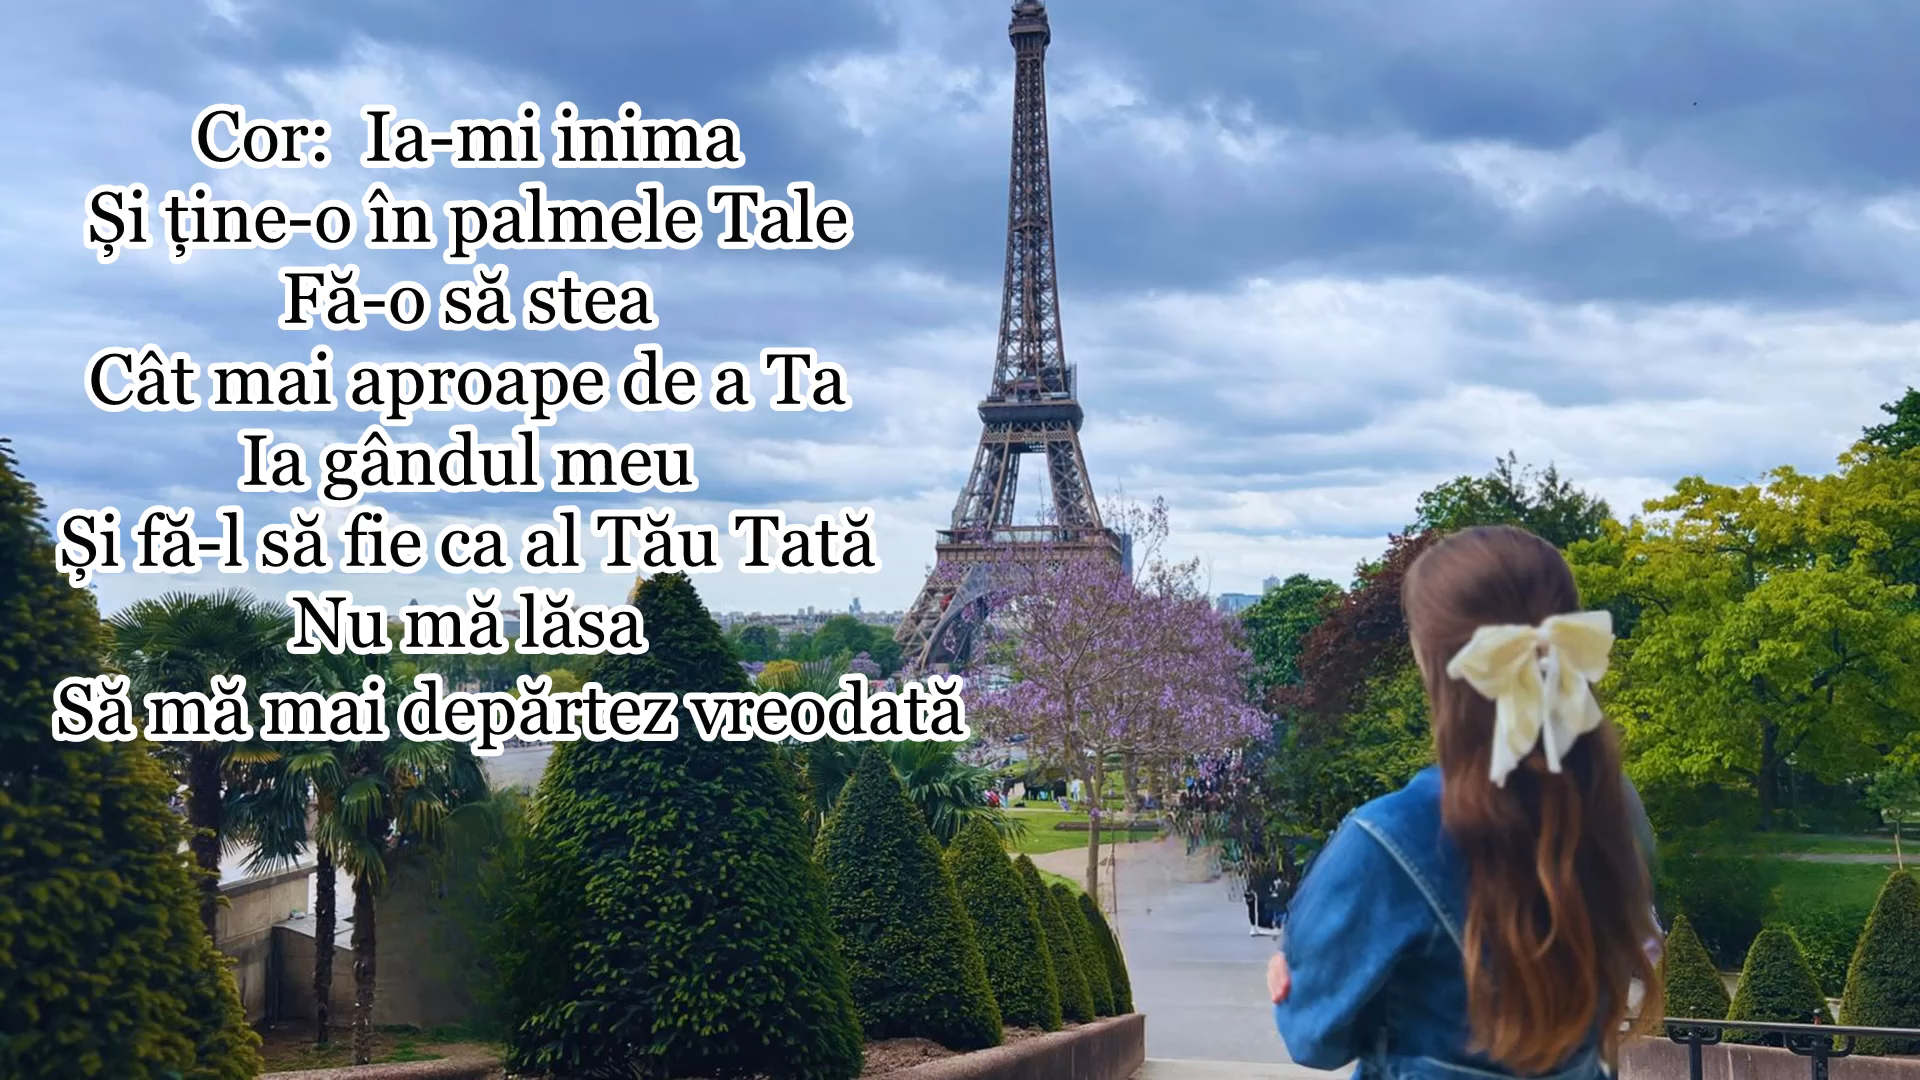 Cor:  Ia-mi inima
Și ține-o în palmele Tale
Fă-o să stea
Cât mai aproape de a Ta
Ia gândul meu
Și fă-l să fie ca al Tău Tată
Nu mă lăsa
Să mă mai depărtez vreodată